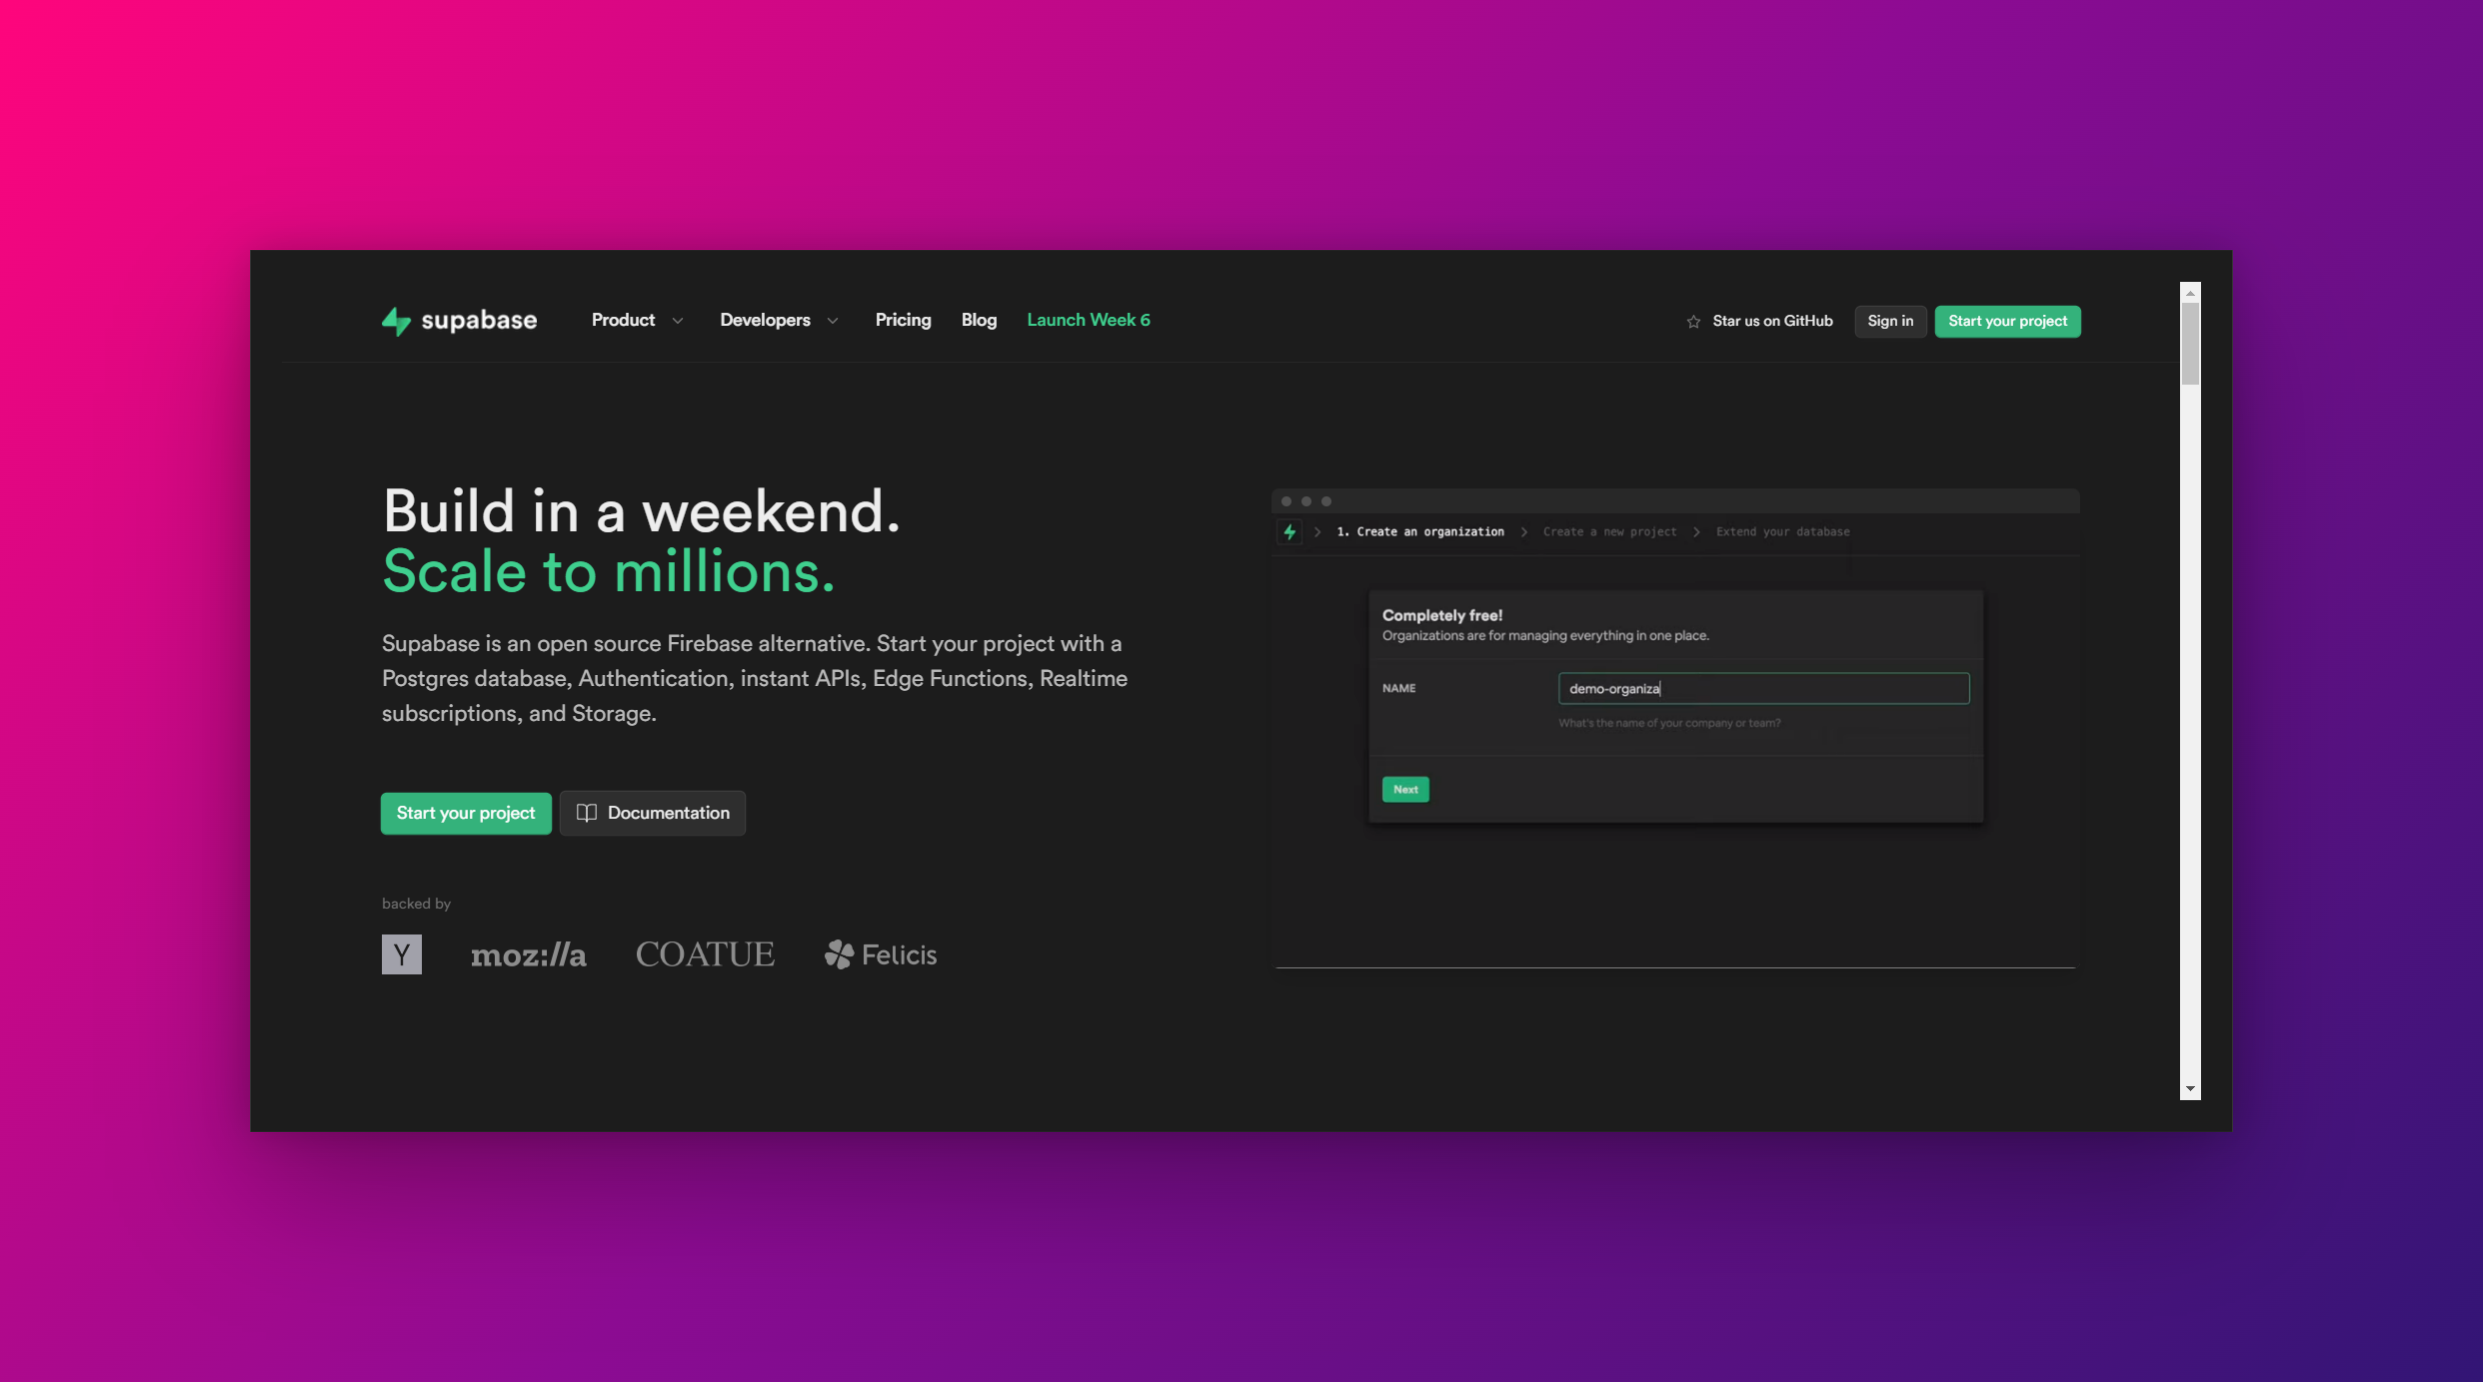 supabase
Product
Developers
Pricing
Blog
Launch Week 6
Star us on GitHub
Sign in
Start your project
Build in a weekend.
Scale to millions.
Supabase is an open source Firebase alternative. Start your project with a
Postgres database, Authentication, instant APIs, Edge Functions, Realtime
subscriptions, and Storage.
Start your project
Documentation
backed by
Y
moz://a
COATUE
Felicis
1. Create an organization
Create a new project
Extend your database
Completely free!
Organizations are for managing everything in one place.
NAME
demo-organiza
What's the name of your company or team?
Next